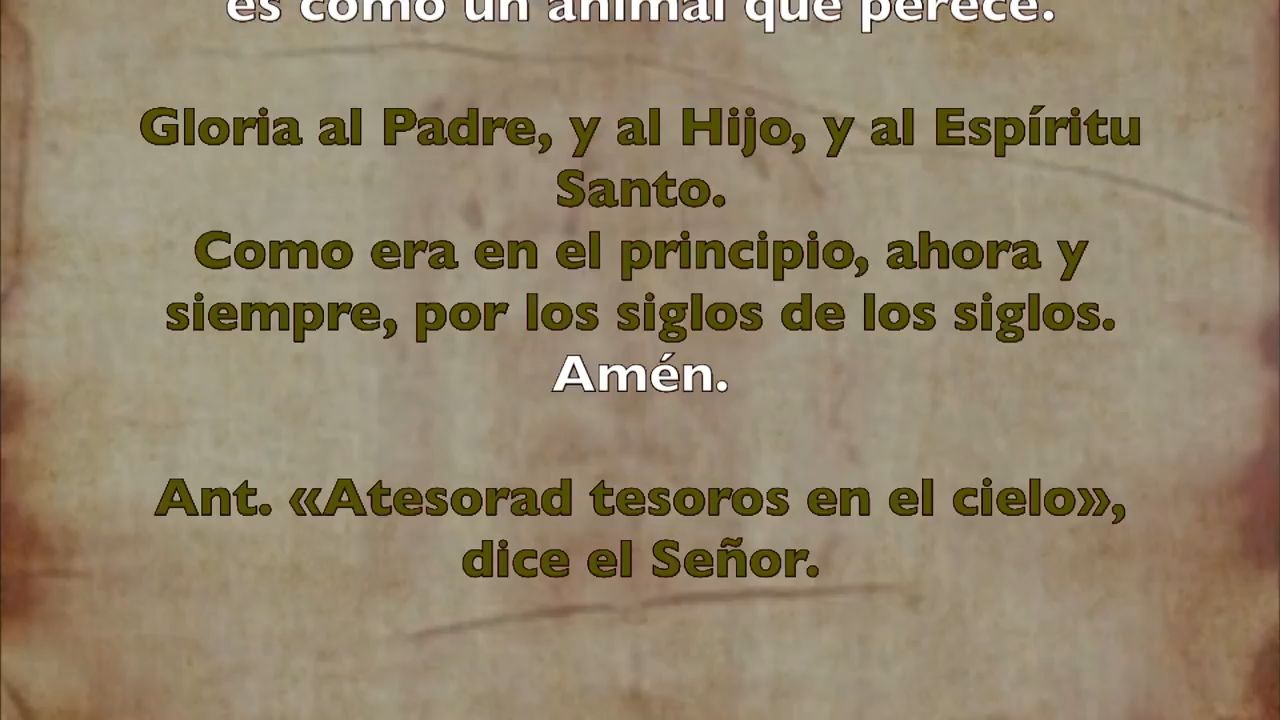 es como un animal que perece.
Gloria al Padre, y al Hijo, y al Espíritu
Santo.
Como era en el principio, ahora y
siempre, por los siglos de los siglos.
Amén.
Ant. «Atesorad tesoros en el cielo»,
dice el Señor.